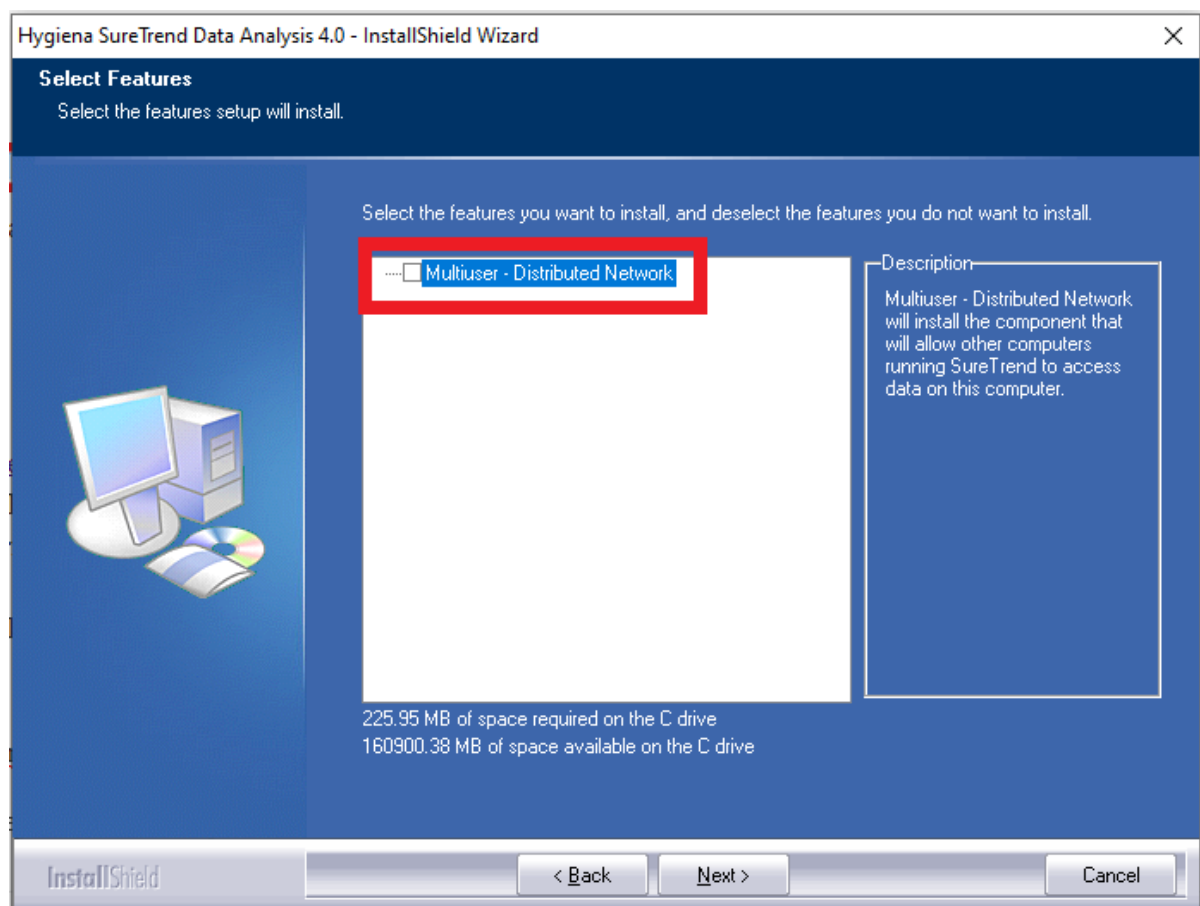 Hygiena SureTrend Data Analysis 4.0 - InstallShield Wizard
Select Features
Select the features setup will install.
Select the features you want to install, and deselect the features you do not want to install.
Multiuser - Distributed Network
Description
Multiuser - Distributed Network
will install the component that
will allow other computers
running SureTrend to access
data on this computer.
225.95 MB of space required on the C drive
160900.38 MB of space available on the C drive
InstallShield
< Back
Next >
Cancel